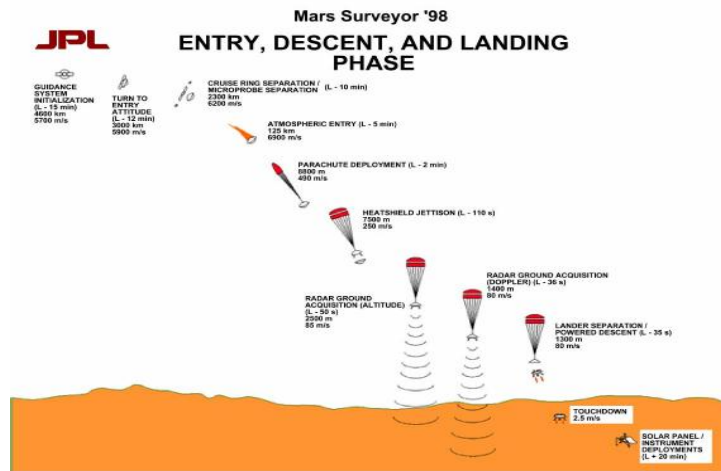 Mars Surveyor '98
JPL
ENTRY, DESCENT, AND LANDING
PHASE
GUIDANCE
SYSTEM
INITIALIZATION
(L - 15 min)
4600 km
5700 m/s
TURN TO
ENTRY
ATTITUDE
(L - 12 min)
3000 km
5900 m/s
CRUISE RING SEPARATION / (L - 10 min)
MICROPROBE SEPARATION
2300 km
6200 m/s
ATMOSPHERIC ENTRY (L - 5 min)
125 km
6900 m/s
PARACHUTE DEPLOYMENT (L - 2 min)
8800 m
490 m/s
HEATSHIELD JETTISON (L - 110 s)
7500 m
250 m/s
RADAR GROUND
ACQUISITION (ALTITUDE)
(L - 50 s)
2500 m
85 m/s
RADAR GROUND ACQUISITION
(DOPPLER) (L - 36 s)
1400 m
80 m/s
LANDER SEPARATION /
POWERED DESCENT (L - 35 s)
1300 m
80 m/s
TOUCHDOWN
2.5 m/s
SOLAR PANEL /
INSTRUMENT
DEPLOYMENTS
(L + 20 min)